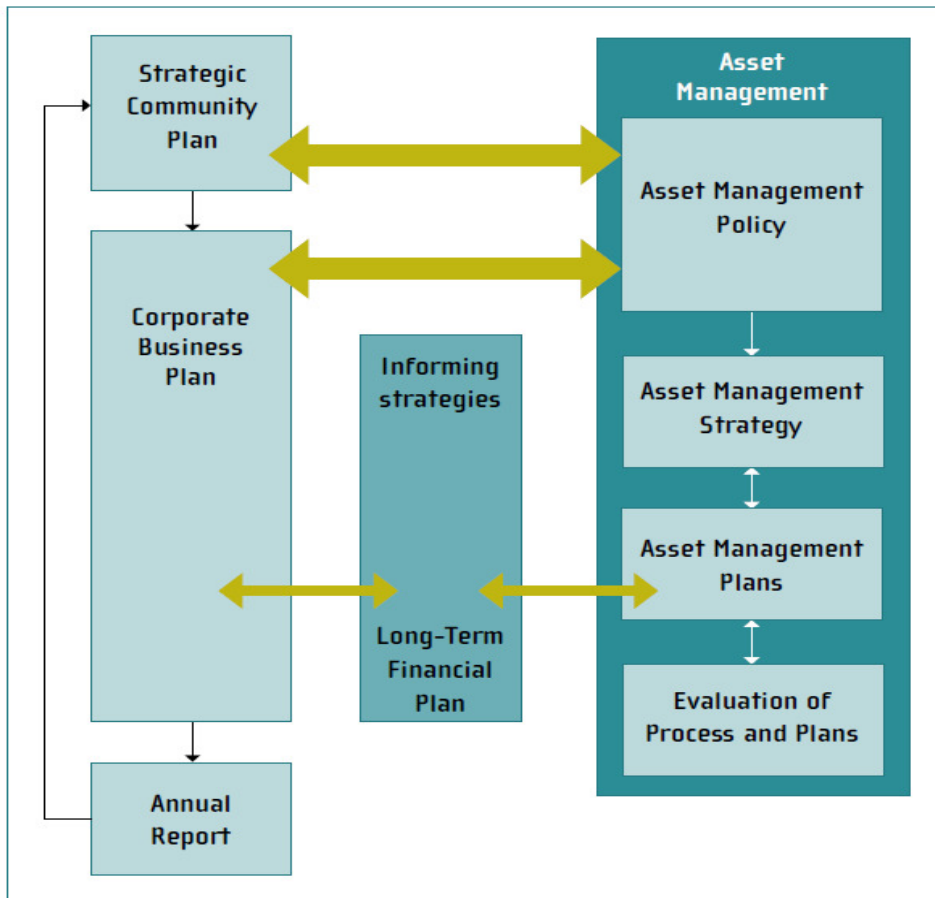 Strategic
Community
Plan
Corporate
Business
Plan
Annual
Report
Informing
strategies
Long-Term
Financial
Plan
Asset
Management
Asset Management
Policy
Asset Management
Strategy
Asset Management
Plans
Evaluation of
Process and Plans